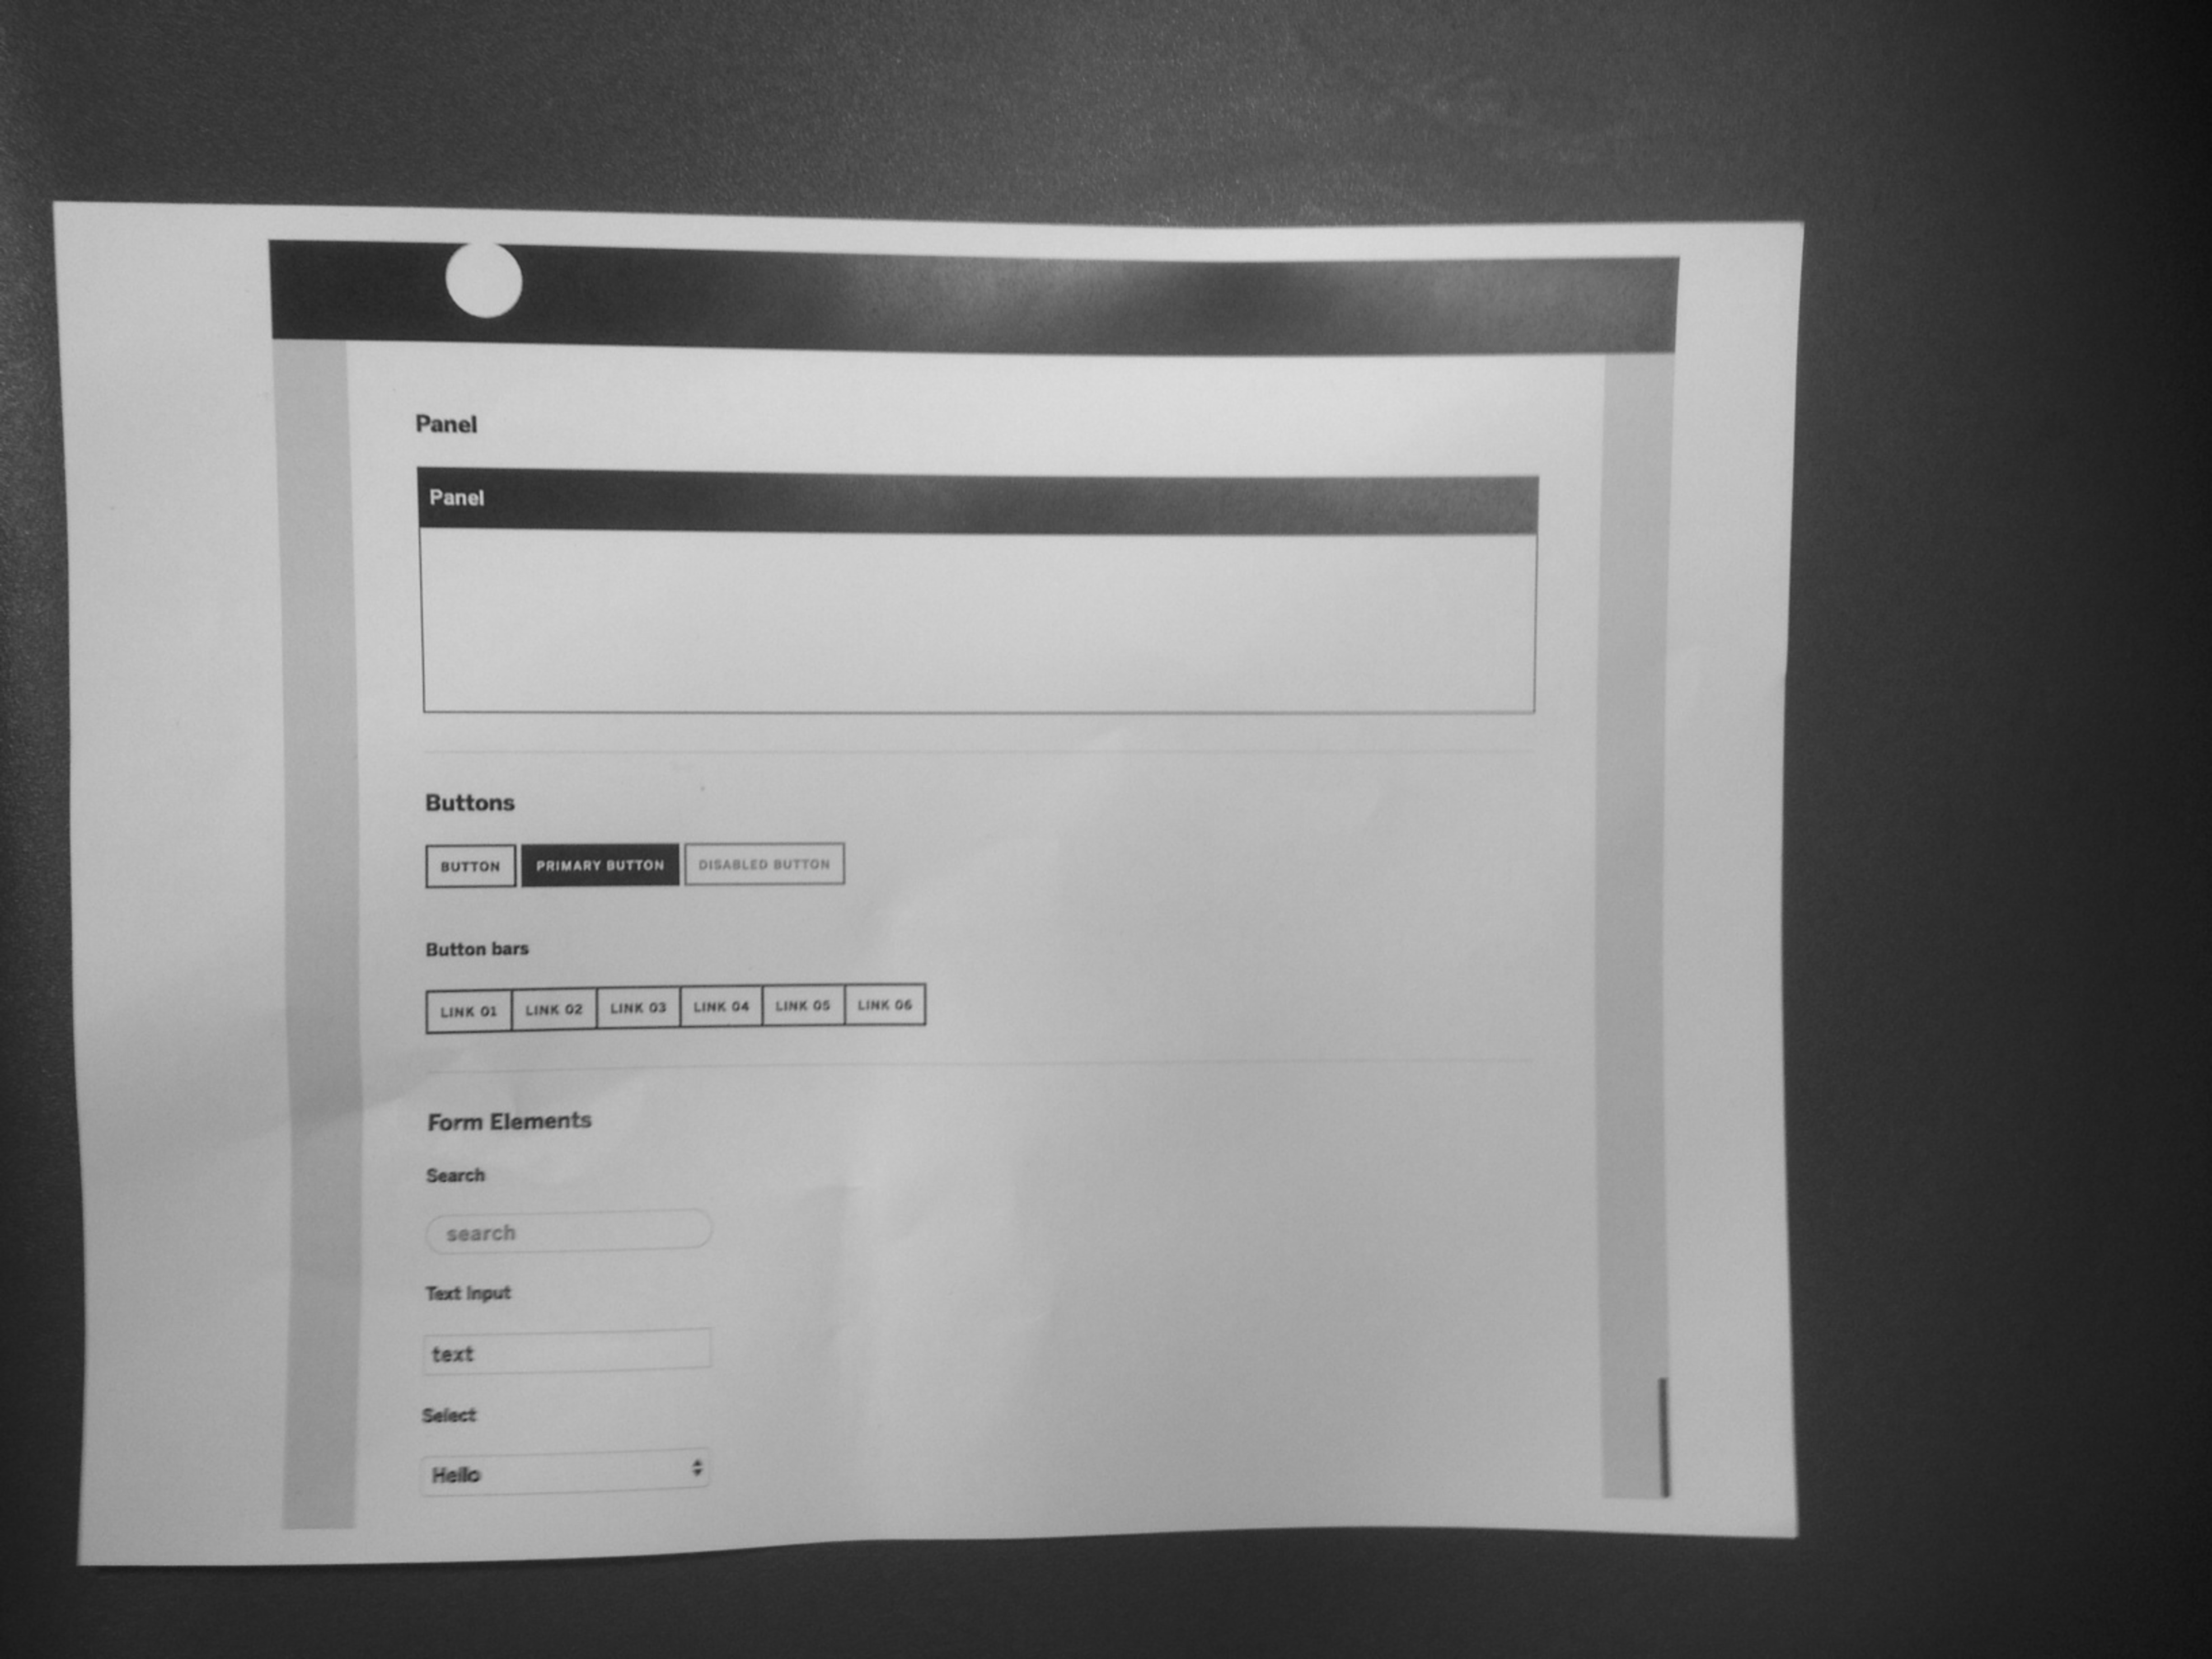 Panel
Panel
Buttons
BUTTON PRIMARY BUTTON DISABLED BUTTON
Button bars
LINK 01 LINK 02 LINK 03 LINK 04 LINK 05 LINK 06
Form Elements
Search
search
Text Input
text
Select
Hello